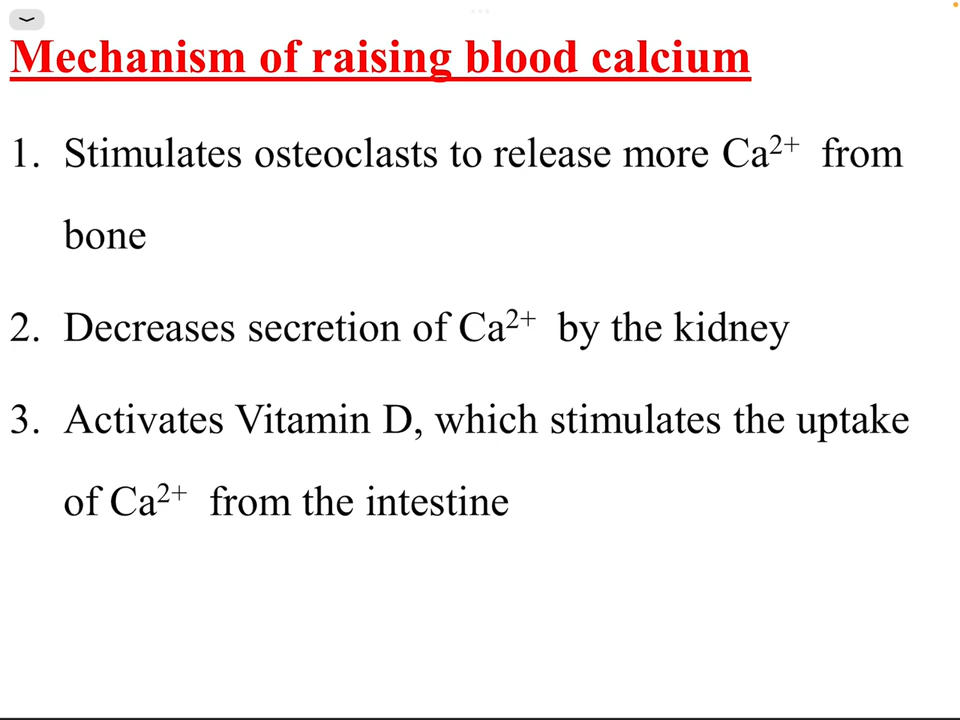 Mechanism of raising blood calcium
1. Stimulates osteoclasts to release more Ca²⁺ from
bone
2. Decreases secretion of Ca²⁺ by the kidney
3. Activates Vitamin D, which stimulates the uptake
of Ca²⁺ from the intestine